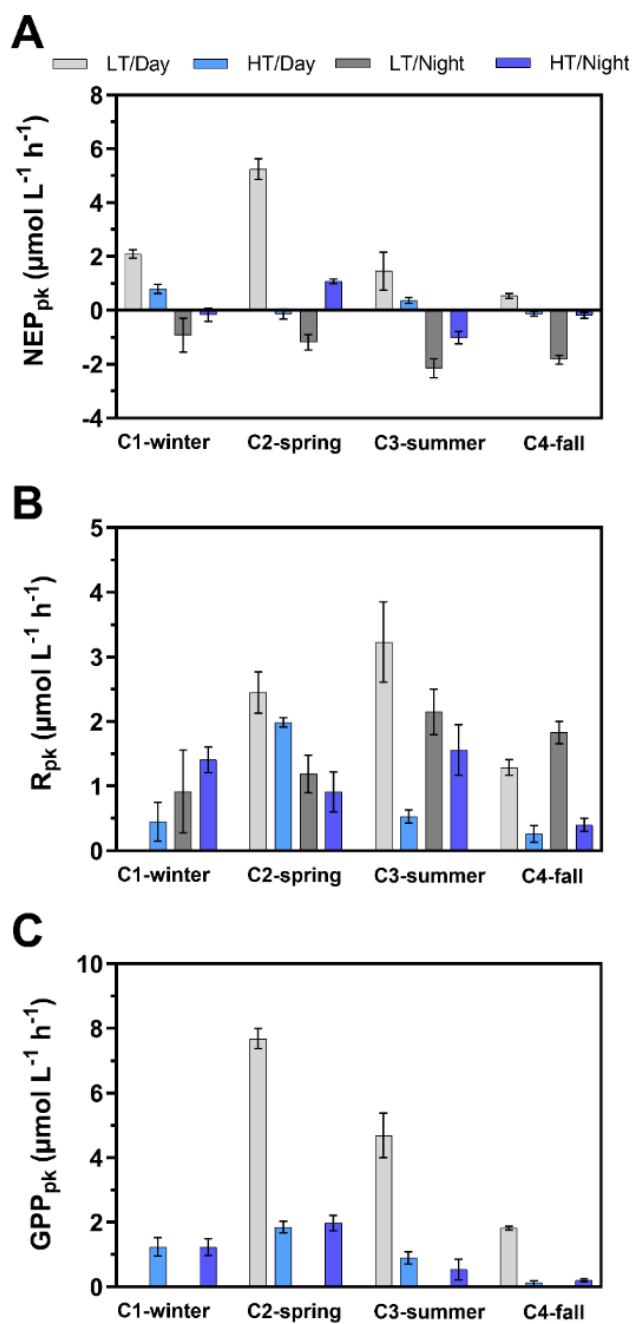 A
LT/Day HT/Day LT/Night HT/Night
NEPpk (µmol L⁻¹ h⁻¹)
8
6
4
2
0
-2
-4
C1-winter C2-spring C3-summer C4-fall
B
Rpk (µmol L⁻¹ h⁻¹)
5
4
3
2
1
0
C1-winter C2-spring C3-summer C4-fall
C
GPPpk (µmol L⁻¹ h⁻¹)
10
8
6
4
2
0
C1-winter C2-spring C3-summer C4-fall